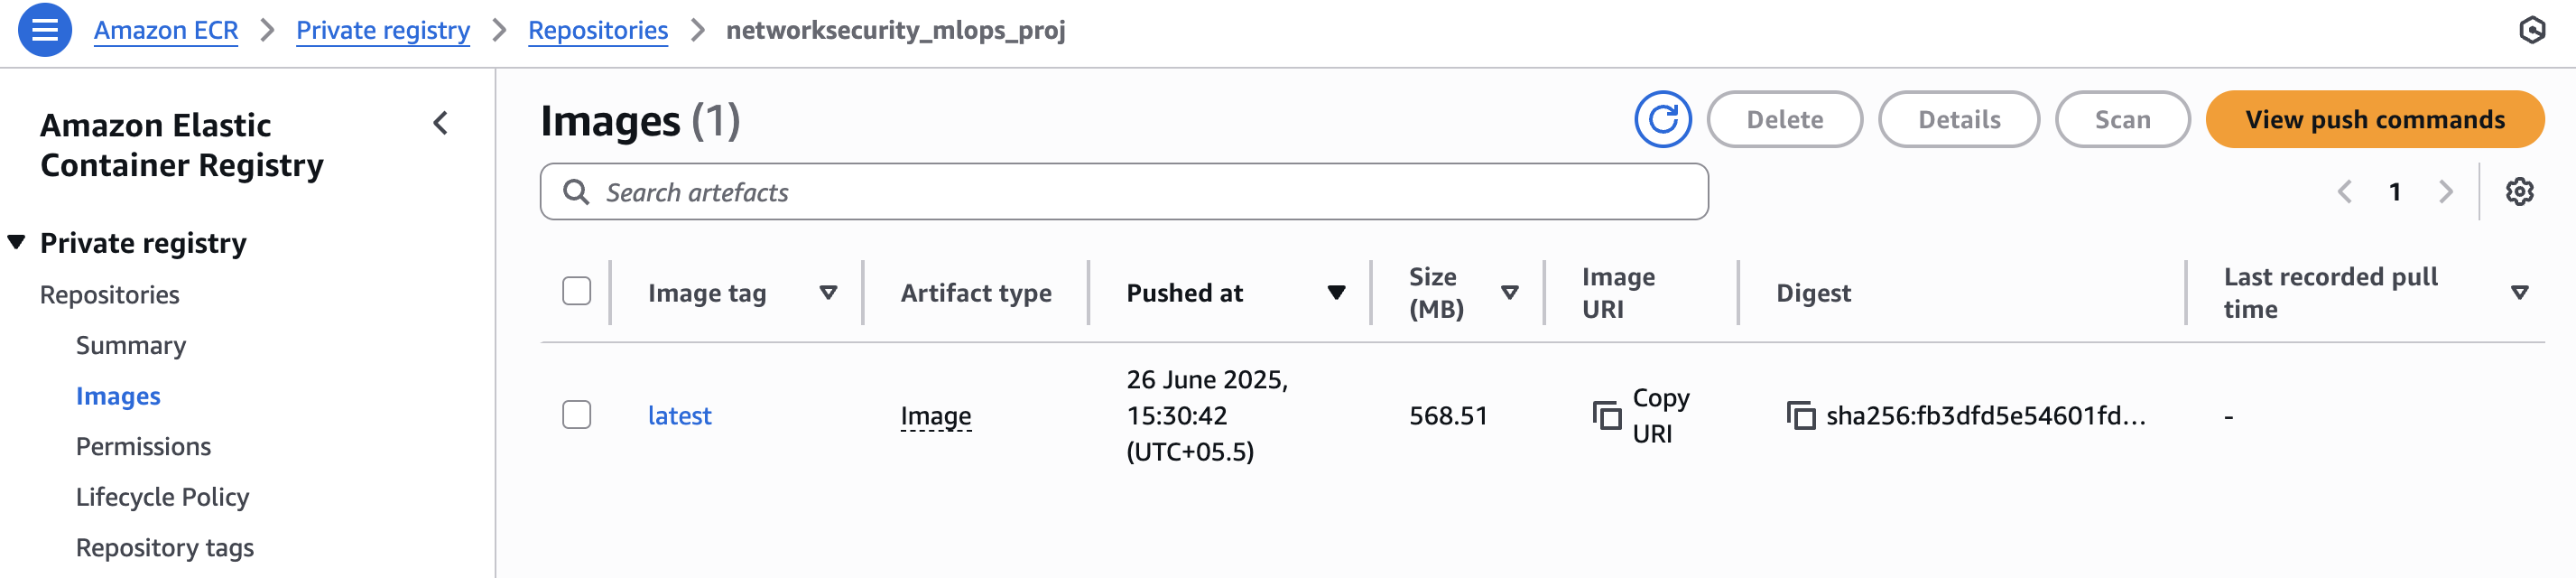 Amazon ECR > Private registry > Repositories > networksecurity_mlops_proj
Amazon Elastic
Container Registry
Private registry
Repositories
Summary
Images
Permissions
Lifecycle Policy
Repository tags
Images (1)
Delete
Details
Scan
View push commands
Search artefacts
1
Image tag
Artifact type
Pushed at
Size
(MB)
Image
URI
Digest
Last recorded pull
time
latest
Image
26 June 2025,
15:30:42
(UTC+05.5)
568.51
Copy
URI
sha256:fb3dfd5e54601fd...
-